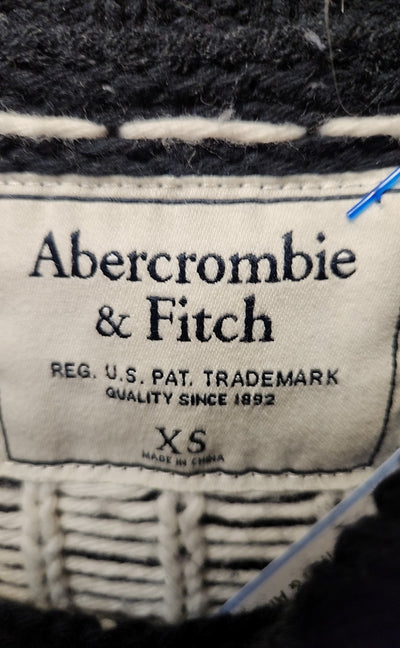 Abercrombie
& Fitch
REG. U.S. PAT. TRADEMARK
QUALITY SINCE 1892
XS
MADE IN CHINA